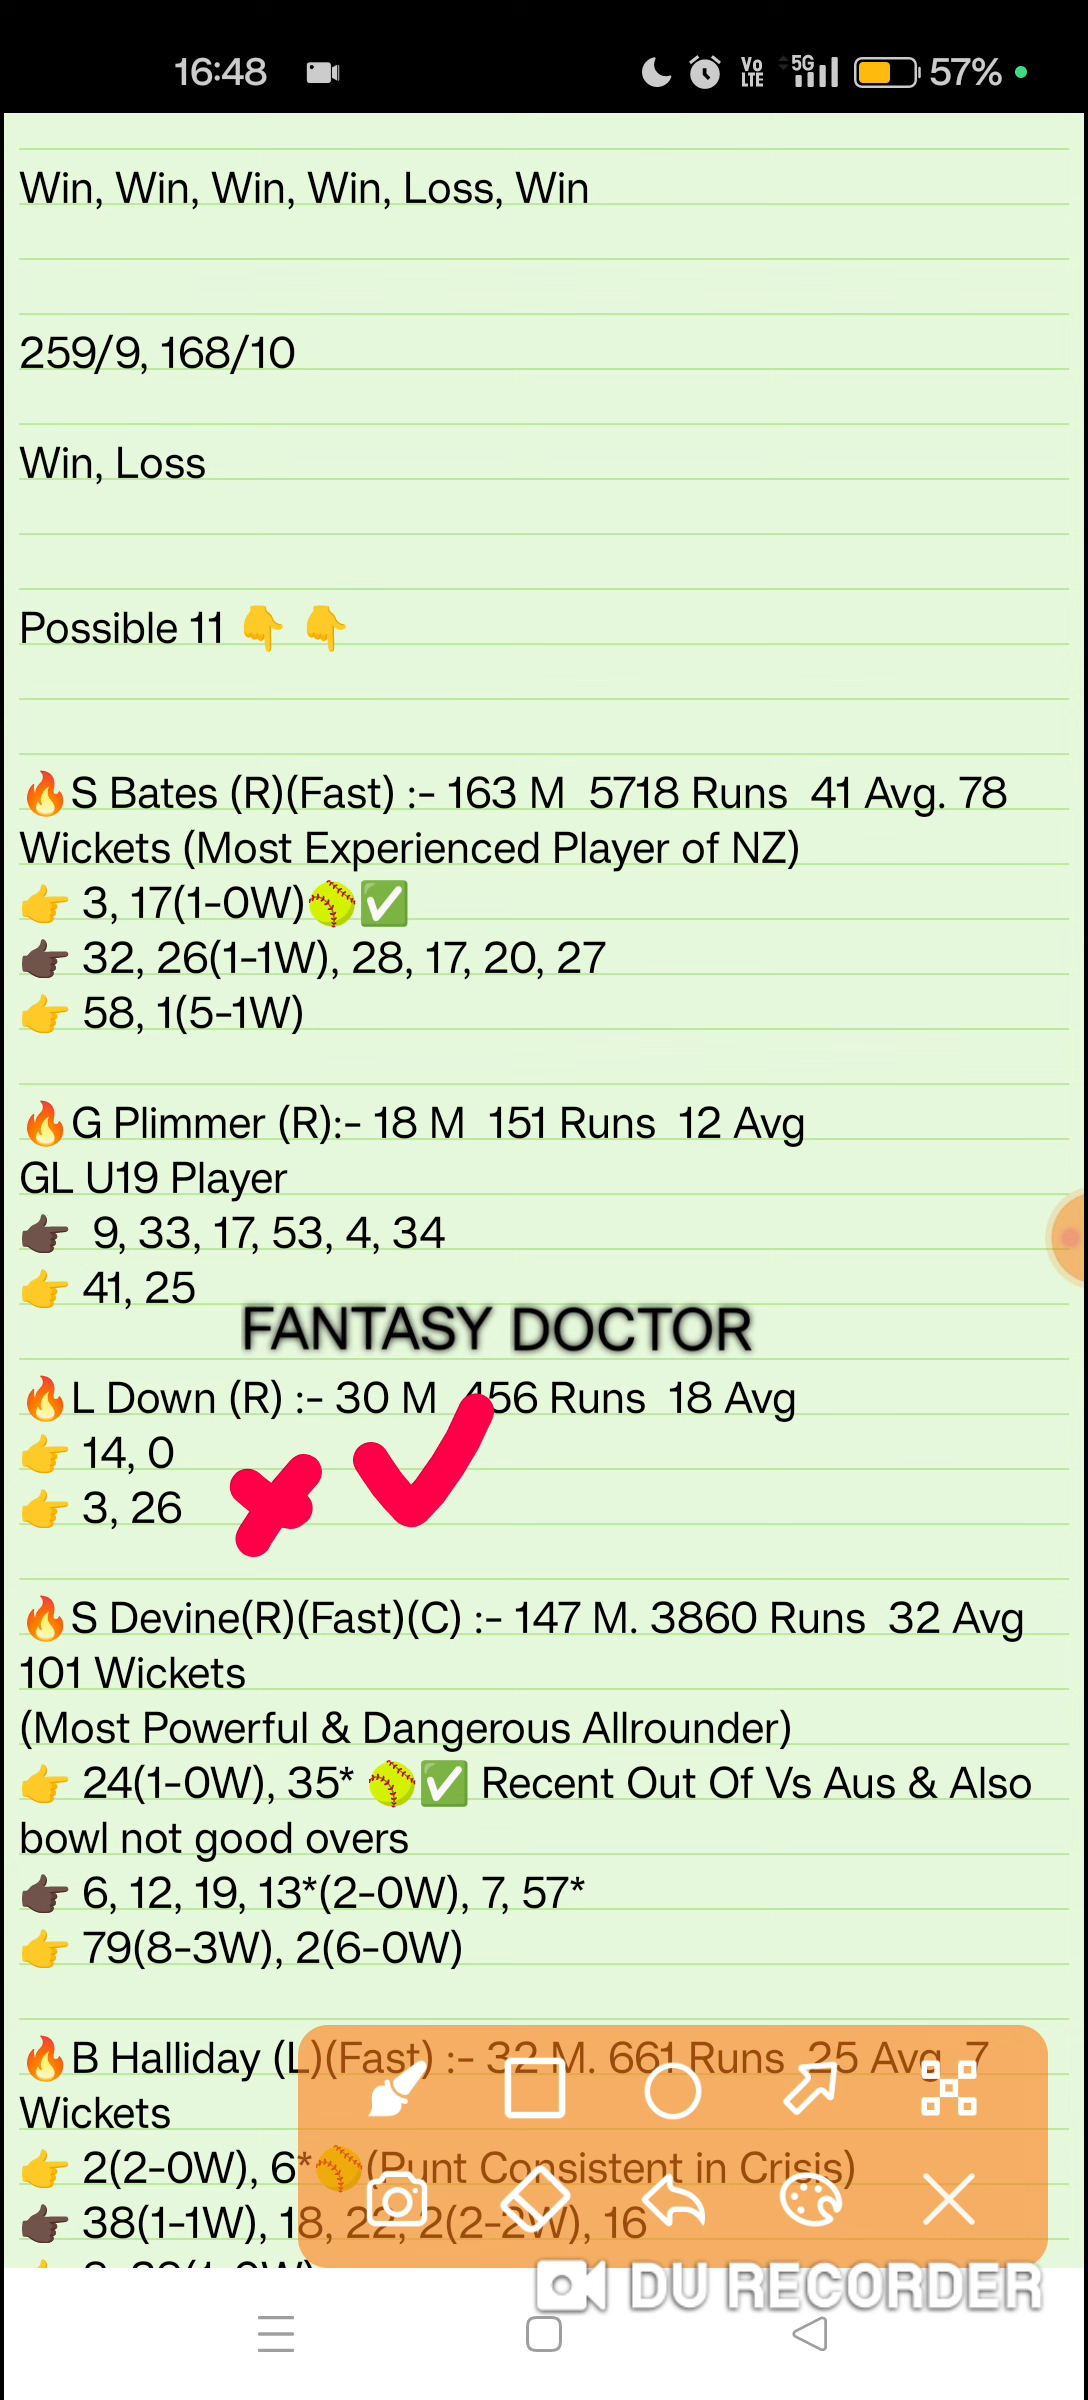 16:48 Vo LTE 5G 57%
Win, Win, Win, Win, Loss, Win
259/9, 168/10
Win, Loss
Possible 11 👇 👇
🔥S Bates (R)(Fast) :- 163 M 5718 Runs 41 Avg. 78
Wickets (Most Experienced Player of NZ)
👉 3, 17(1-0W)🥎✅
👉🏿 32, 26(1-1W), 28, 17, 20, 27
👉 58, 1(5-1W)
🔥G Plimmer (R):- 18 M 151 Runs 12 Avg
GL U19 Player
👉🏿 9, 33, 17, 53, 4, 34
👉 41, 25
FANTASY DOCTOR
🔥L Down (R) :- 30 M 456 Runs 18 Avg
👉 14, 0
👉 3, 26
🔥S Devine(R)(Fast)(C) :- 147 M. 3860 Runs 32 Avg
101 Wickets
(Most Powerful & Dangerous Allrounder)
👉 24(1-0W), 35* 🥎✅ Recent Out Of Vs Aus & Also
bowl not good overs
👉🏿 6, 12, 19, 13*(2-0W), 7, 57*
👉 79(8-3W), 2(6-0W)
🔥B Halliday (L)(Fast) :- 32 M. 661 Runs 25 Avg 7
Wickets
👉 2(2-0W), 6*🥎(Punt Consistent in Crisis)
👉🏿 38(1-1W), 18, 22, 2(2-2W), 16
DU RECORDER